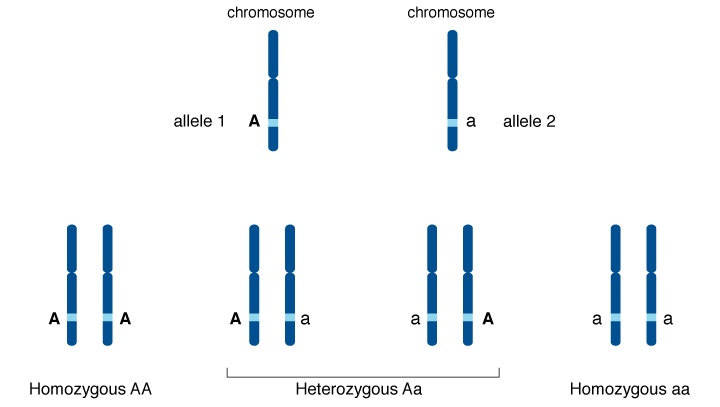 chromosome chromosome
allele 1 A a allele 2
A A A a a A a a
Homozygous AA Heterozygous Aa Homozygous aa